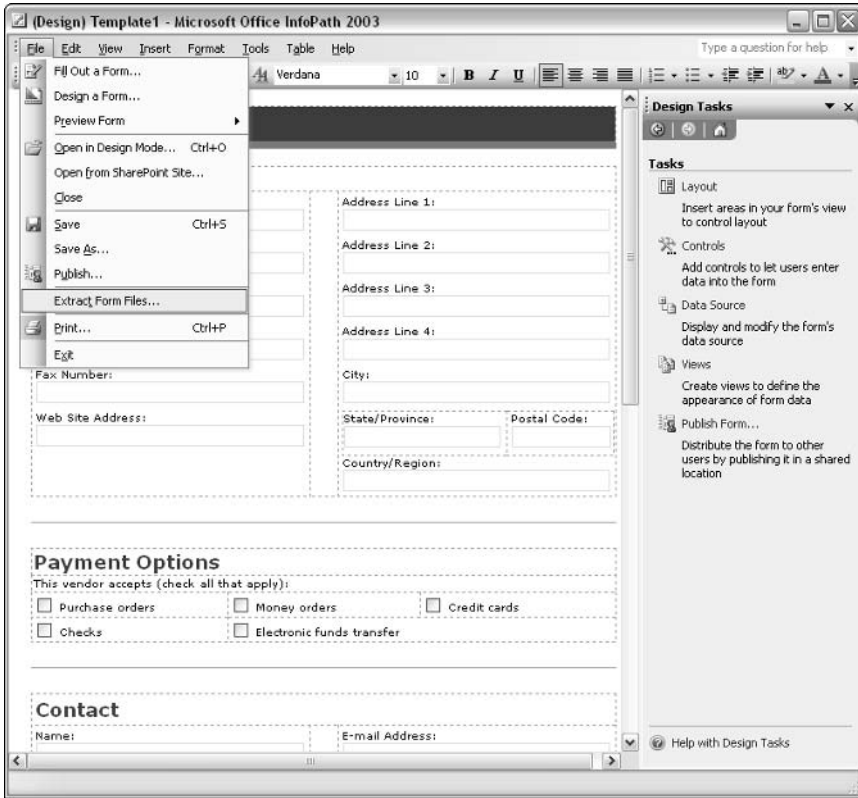 (Design) Template1 - Microsoft Office InfoPath 2003
File Edit View Insert Format Tools Table Help
Type a question for help
Verdana 10 B I U
Fill Out a Form...
Design a Form...
Preview Form
Open in Design Mode... Ctrl+O
Open from SharePoint Site...
Close
Save Ctrl+S
Save As...
Publish...
Extract Form Files...
Print... Ctrl+P
Exit
Address Line 1:
Address Line 2:
Address Line 3:
Address Line 4:
Fax Number:
City:
Web Site Address:
State/Province:
Postal Code:
Country/Region:
Payment Options
This vendor accepts (check all that apply):
Purchase orders
Money orders
Credit cards
Checks
Electronic funds transfer
Contact
Name:
E-mail Address:
Design Tasks
Tasks
Layout
Insert areas in your form's view
to control layout
Controls
Add controls to let users enter
data into the form
Data Source
Display and modify the form's
data source
Views
Create views to define the
appearance of form data
Publish Form...
Distribute the form to other
users by publishing it in a shared
location
Help with Design Tasks